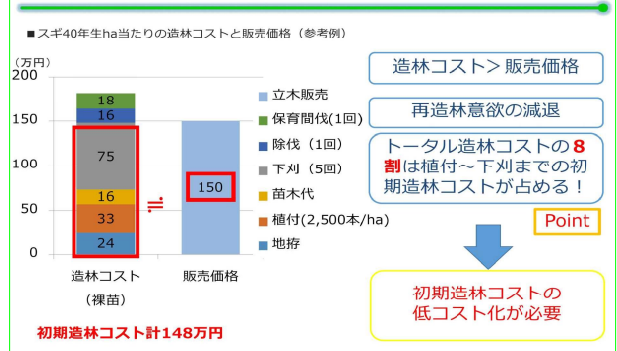 ■スギ40年生ha当たりの造林コストと販売価格（参考例）
（万円）
200
150
100
50
0
18
16
75
16
33
24
≒
150
造林コスト
（裸苗）
販売価格
立木販売
保育間伐(1回)
除伐（1回）
下刈（5回）
苗木代
植付(2,500本/ha)
地拵
初期造林コスト計148万円
造林コスト＞販売価格
再造林意欲の減退
トータル造林コストの8
割は植付～下刈までの初
期造林コストが占める！
Point
初期造林コストの
低コスト化が必要